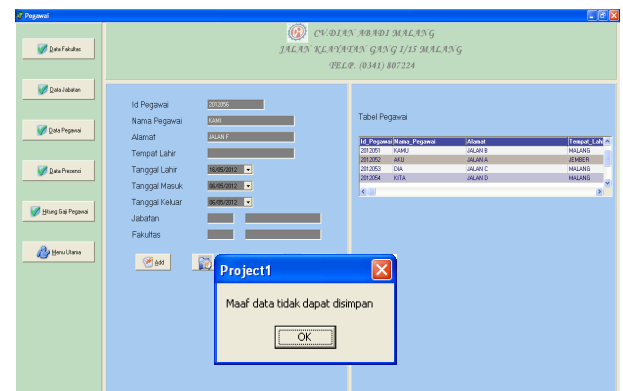 Pegawai
CV.DIAN ABADI MALANG
JALAN KLAYATAN GANG I/15 MALANG
TELP. (0341) 807224
Data Fakultas
Data Jabatan
Data Pegawai
Data Presensi
Hitung Gaji Pegawai
Menu Utama
Id Pegawai 2012056
Nama Pegawai KAMI
Alamat JALAN F
Tempat Lahir
Tanggal Lahir 16/05/2012
Tanggal Masuk 06/05/2012
Tanggal Keluar 06/05/2012
Jabatan
Fakultas
Add
Tabel Pegawai
Id_Pegawai Nama_Pegawai Alamat Tempat_Lah
2012051 KAMU JALAN B MALANG
2012052 AKU JALAN A JEMBER
2012053 DIA JALAN C MALANG
2012054 KITA JALAN D MALANG
Project1
Maaf data tidak dapat disimpan
OK